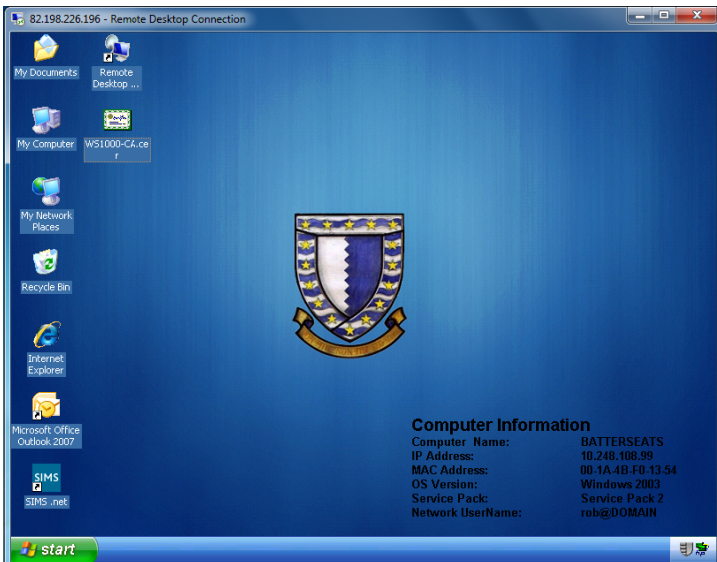 82.198.226.196 - Remote Desktop Connection
My Documents
Remote
Desktop ...
My Computer
WS1000-CA.ce
r
My Network
Places
Recycle Bin
Internet
Explorer
Microsoft Office
Outlook 2007
SIMS
SIMS .net
Computer Information
Computer Name: BATTERSEATS
IP Address: 10.248.108.99
MAC Address: 00-1A-4B-F0-13-54
OS Version: Windows 2003
Service Pack: Service Pack 2
Network UserName: rob@DOMAIN
start